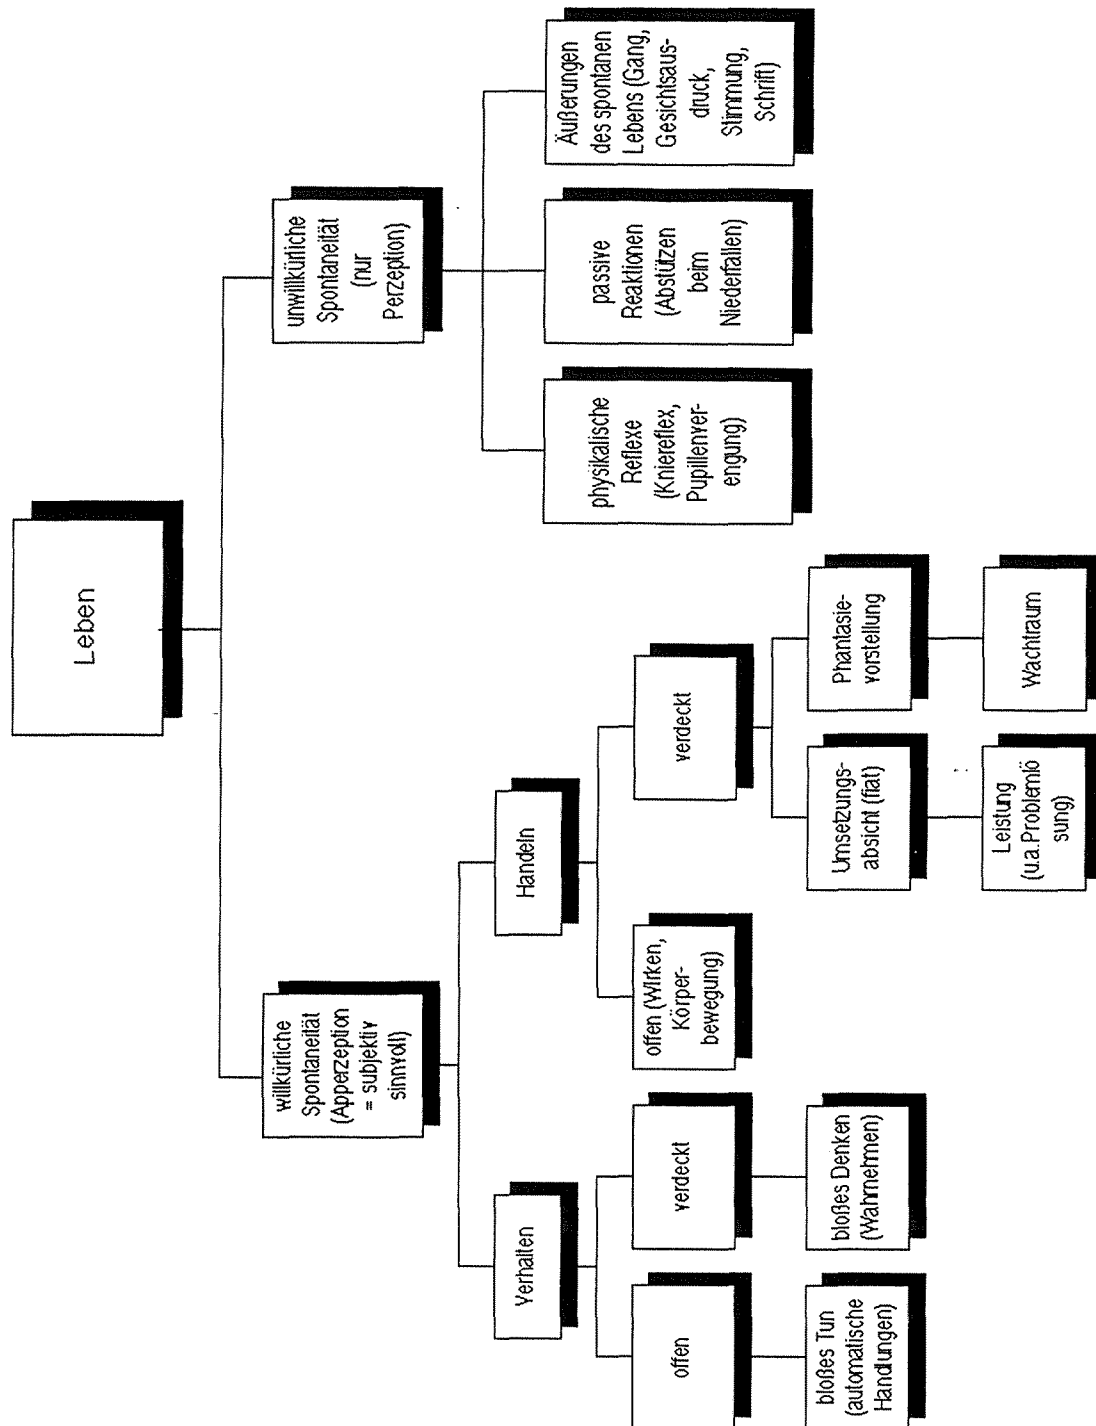 Leben
willkürliche
Spontaneität
(Apperzeption
= subjektiv
sinnvoll)
unwillkürliche
Spontaneität
(nur
Perzeption)
Verhalten
Handeln
offen
verdeckt
offen (Wirken,
Körper-
bewegung)
verdeckt
bloßes Tun
(automatische
Handlungen)
bloßes Denken
(Wahrnehmen)
Umsetzungs-
absicht (fiat)
Phantasie-
vorstellung
Leistung
(u.a.Problemlö
sung)
Wachtraum
physikalische
Reflexe
(Kniereflex,
Pupillenver-
engung)
passive
Reaktionen
(Abstützen
beim
Niederfallen)
Äußerungen
des spontanen
Lebens (Gang,
Gesichtsaus-
druck,
Stimmung,
Schrift)